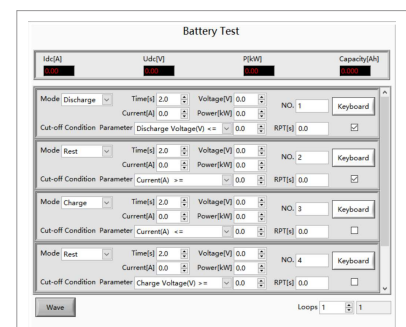 Battery Test
Idc[A] Udc[V] P[kW] Capacity[Ah]
0.00 0.00 0.00 0.000
Mode Discharge Time[s] 2.0 Voltage[V] 0.0 NO. 1 Keyboard
Current[A] 0.0 Power[kW] 0.0
Cut-off Condition Parameter Discharge Voltage(V) <= 0.0 RPT[s] 0.0
Mode Rest Time[s] 2.0 Voltage[V] 0.0 NO. 2 Keyboard
Current[A] 0.0 Power[kW] 0.0
Cut-off Condition Parameter Current(A) >= 0.0 RPT[s] 0.0
Mode Charge Time[s] 2.0 Voltage[V] 0.0 NO. 3 Keyboard
Current[A] 0.0 Power[kW] 0.0
Cut-off Condition Parameter Current(A) <= 0.0 RPT[s] 0.0
Mode Rest Time[s] 2.0 Voltage[V] 0.0 NO. 4 Keyboard
Current[A] 0.0 Power[kW] 0.0
Cut-off Condition Parameter Charge Voltage(V) >= 0.0 RPT[s] 0.0
Wave Loops 1 1